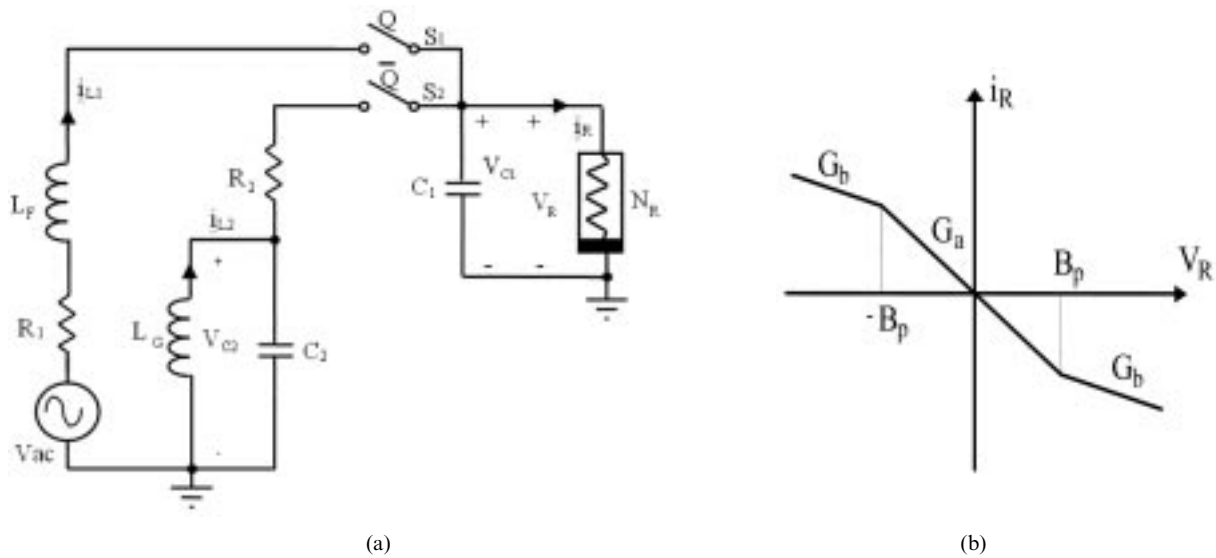 Q
S1
Q̄
S2
iL1
iR
R2
C1
VC1
VR
NR
LF
iL2
+
+
+
R1
LG
VC2
C2
-
-
-
Vac
(a)
iR
Gb
Ga
Bp
VR
-Bp
Gb
(b)